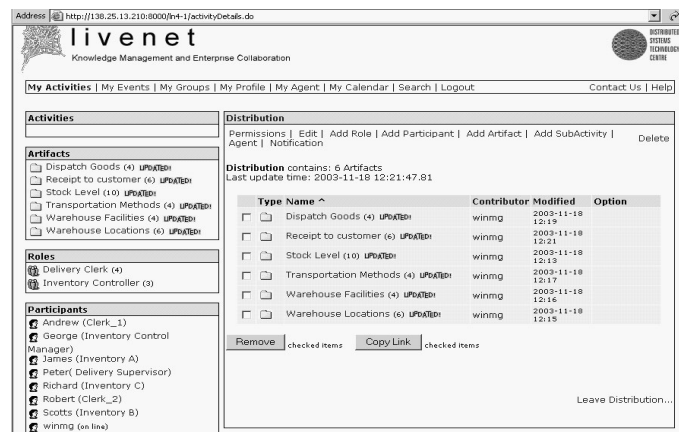 Address http://138.25.13.210:8000/ln4-1/activityDetails.do
livenet
Knowledge Management and Enterprise Collaboration
DISTRIBUTED
SYSTEMS
TECHNOLOGY
CENTRE
My Activities | My Events | My Groups | My Profile | My Agent | My Calendar | Search | Logout
Contact Us | Help
Activities
Artifacts
Dispatch Goods (4) UPDATED!
Receipt to customer (6) UPDATED!
Stock Level (10) UPDATED!
Transportation Methods (4) UPDATED!
Warehouse Facilities (4) UPDATED!
Warehouse Locations (6) UPDATED!
Roles
Delivery Clerk (4)
Inventory Controller (3)
Participants
Andrew (Clerk_1)
George (Inventory Control
Manager)
James (Inventory A)
Peter( Delivery Supervisor)
Richard (Inventory C)
Robert (Clerk_2)
Scotts (Inventory B)
winmg (on line)
Distribution
Permissions | Edit | Add Role | Add Participant | Add Artifact | Add SubActivity |
Agent | Notification
Delete
Distribution contains: 6 Artifacts
Last update time: 2003-11-18 12:21:47.81
Type Name ^ Contributor Modified Option
Dispatch Goods (4) UPDATED! winmg 2003-11-18
12:19
Receipt to customer (6) UPDATED! winmg 2003-11-18
12:21
Stock Level (10) UPDATED! winmg 2003-11-18
12:13
Transportation Methods (4) UPDATED! winmg 2003-11-18
12:17
Warehouse Facilities (4) UPDATED! winmg 2003-11-18
12:16
Warehouse Locations (6) UPDATED! winmg 2003-11-18
12:15
Remove checked items Copy Link checked items
Leave Distribution...